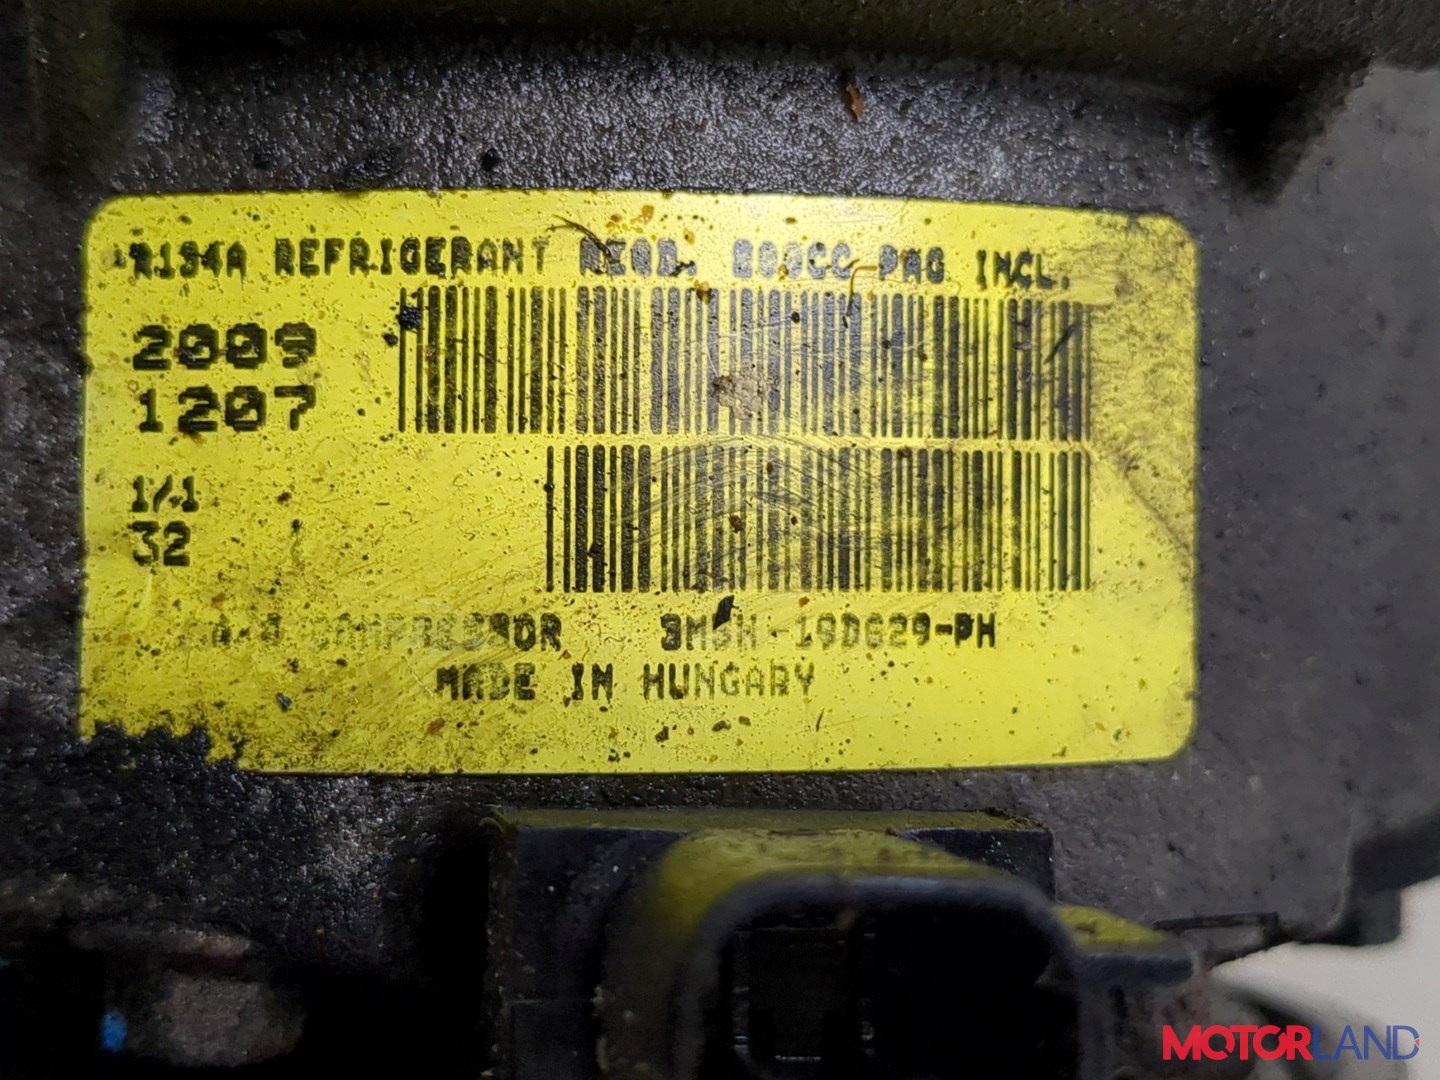 R134A REFRIGERANT REQD. 200CC PAG INCL.
2009
1207
1/1
32
COMPRESSOR 3M5H-19D629-PH
MADE IN HUNGARY
MOTORLAND